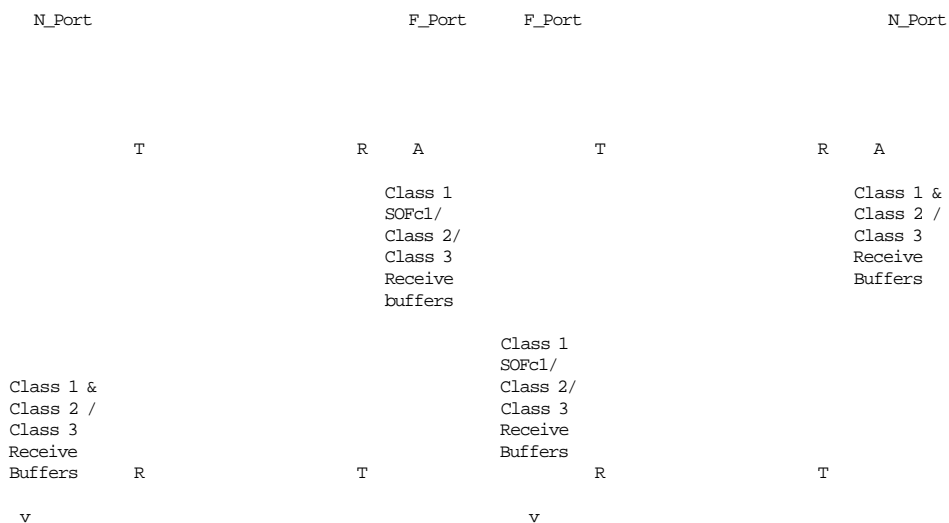 N_Port F_Port F_Port N_Port
T R A T R A
Class 1
SOFc1/
Class 2/
Class 3
Receive
buffers
Class 1 &
Class 2 /
Class 3
Receive
Buffers
Class 1 &
Class 2 /
Class 3
Receive
Buffers
Class 1
SOFc1/
Class 2/
Class 3
Receive
Buffers
R T R T
v v